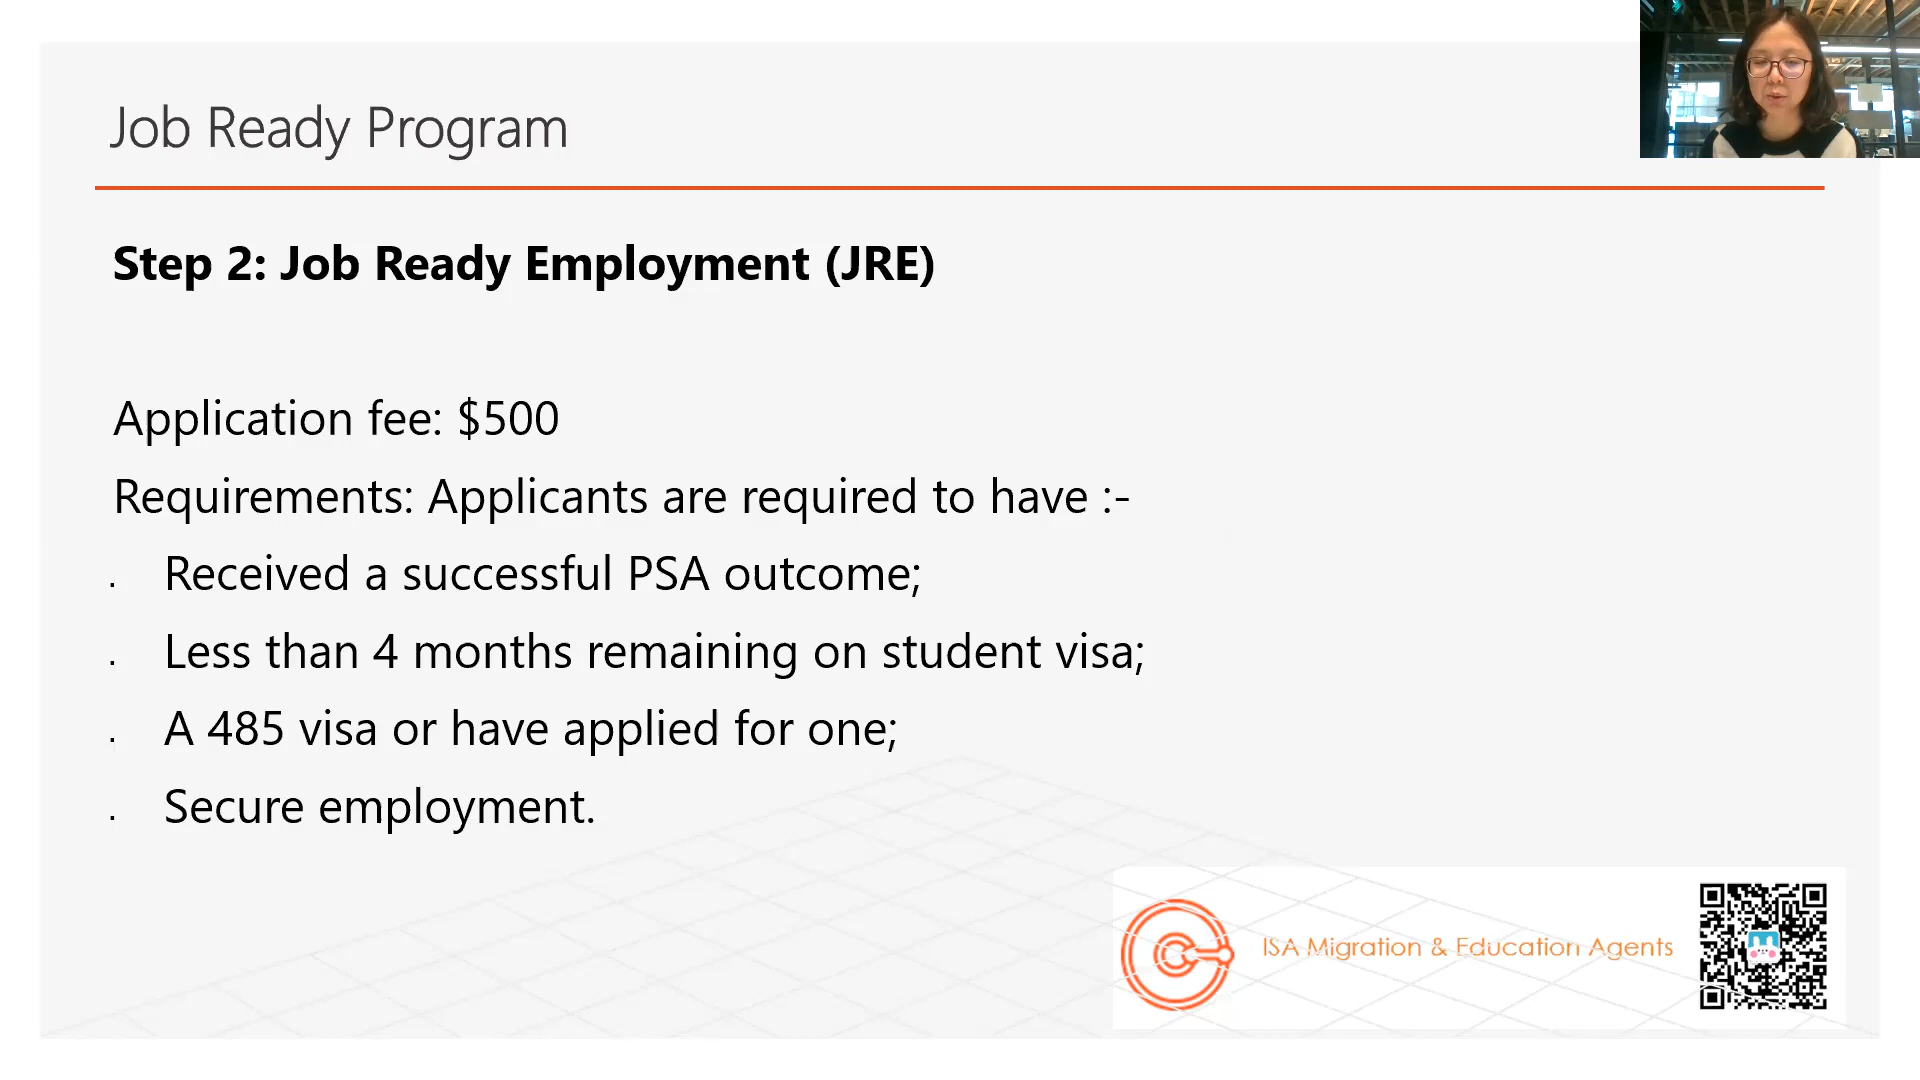 Job Ready Program
Step 2: Job Ready Employment (JRE)
Application fee: $500
Requirements: Applicants are required to have :-
. Received a successful PSA outcome;
. Less than 4 months remaining on student visa;
. A 485 visa or have applied for one;
. Secure employment.
ISA Migration & Education Agents